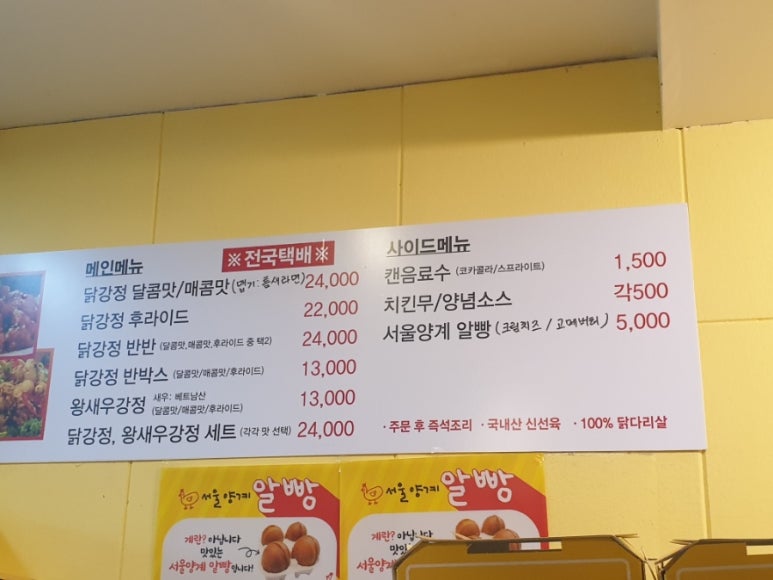 메인메뉴
※전국택배※
닭강정 달콤맛/매콤맛 (맵기:틈새라면) 24,000
닭강정 후라이드 22,000
닭강정 반반 (달콤맛,매콤맛,후라이드 중 택2) 24,000
닭강정 반박스 (달콤맛/매콤맛/후라이드) 13,000
왕새우강정 새우: 베트남산 (달콤맛/매콤맛/후라이드) 13,000
닭강정, 왕새우강정 세트 (각각 맛 선택) 24,000
사이드메뉴
캔음료수 (코카콜라/스프라이트) 1,500
치킨무/양념소스 각500
서울양계 알빵 (크림치즈 / 고메버터) 5,000
· 주문 후 즉석조리 · 국내산 신선육 · 100% 닭다리살
서울양계 알빵
계란? 아닙니다
맛있는
서울양계 알빵입니다!
서울양계 알빵
계란? 아닙니다
맛있
서울양계